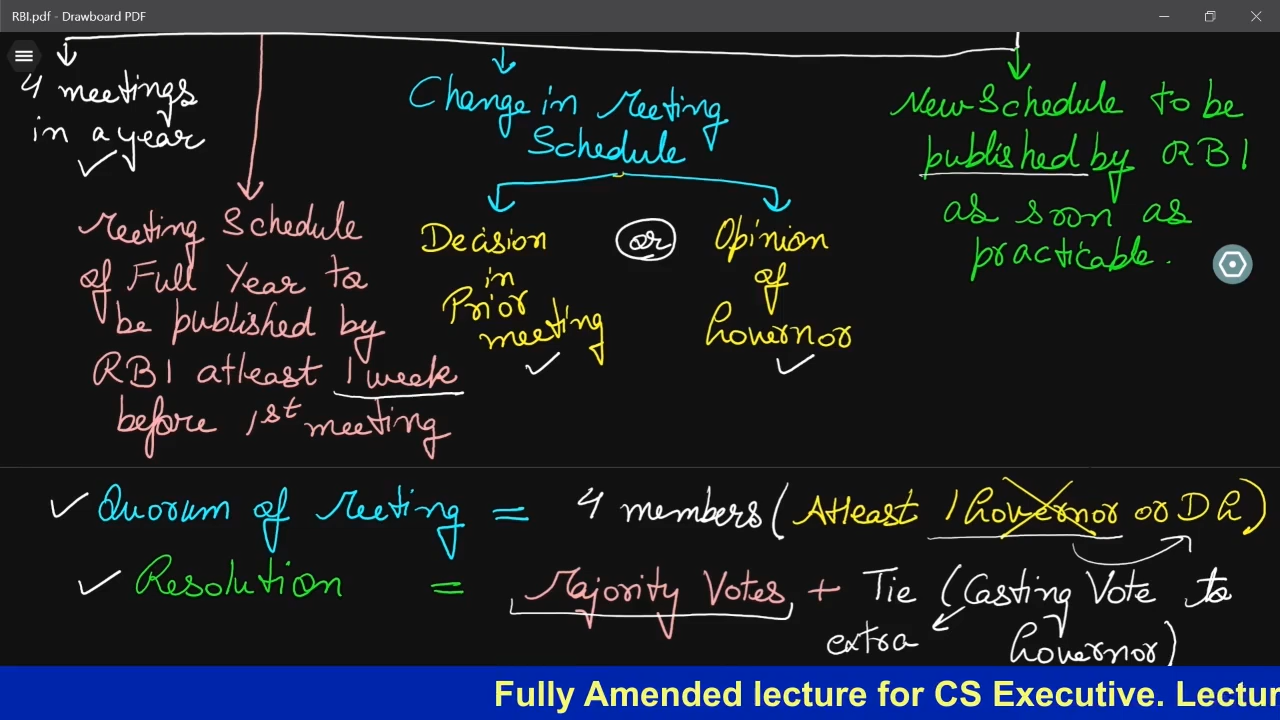 RBI.pdf - Drawboard PDF
4 meetings
in a year
Meeting Schedule
of Full Year to
be published by
RBI atleast 1 week
before 1st meeting
Change in Meeting
Schedule
Decision
in
Prior
meeting
or
Opinion
of
Governor
New Schedule to be
published by RBI
as soon as
practicable.
Quorum of Meeting = 4 members (Atleast 1 Governor or DG)
Resolution = Majority Votes + Tie (Casting Vote to
extra Governor)
Fully Amended lecture for CS Executive. Lectur